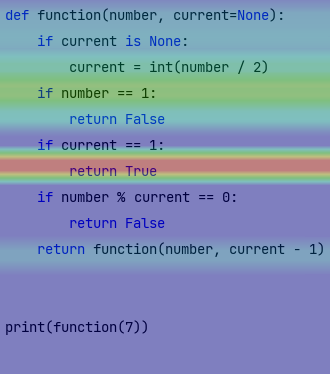 def function(number, current=None):
    if current is None:
        current = int(number / 2)
    if number == 1:
        return False
    if current == 1:
        return True
    if number % current == 0:
        return False
    return function(number, current - 1)
print(function(7))